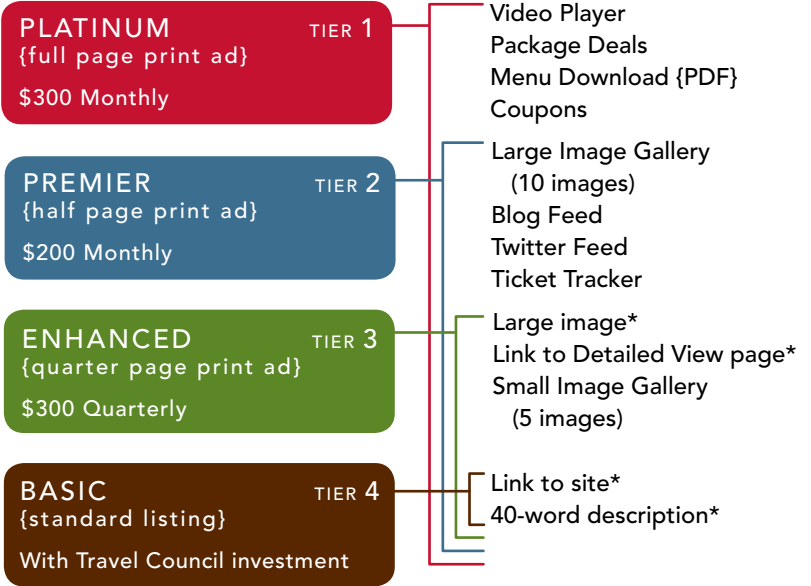 PLATINUM TIER 1
{full page print ad}
$300 Monthly
Video Player
Package Deals
Menu Download {PDF}
Coupons
PREMIER TIER 2
{half page print ad}
$200 Monthly
Large Image Gallery
(10 images)
Blog Feed
Twitter Feed
Ticket Tracker
ENHANCED TIER 3
{quarter page print ad}
$300 Quarterly
Large image*
Link to Detailed View page*
Small Image Gallery
(5 images)
BASIC TIER 4
{standard listing}
With Travel Council investment
Link to site*
40-word description*